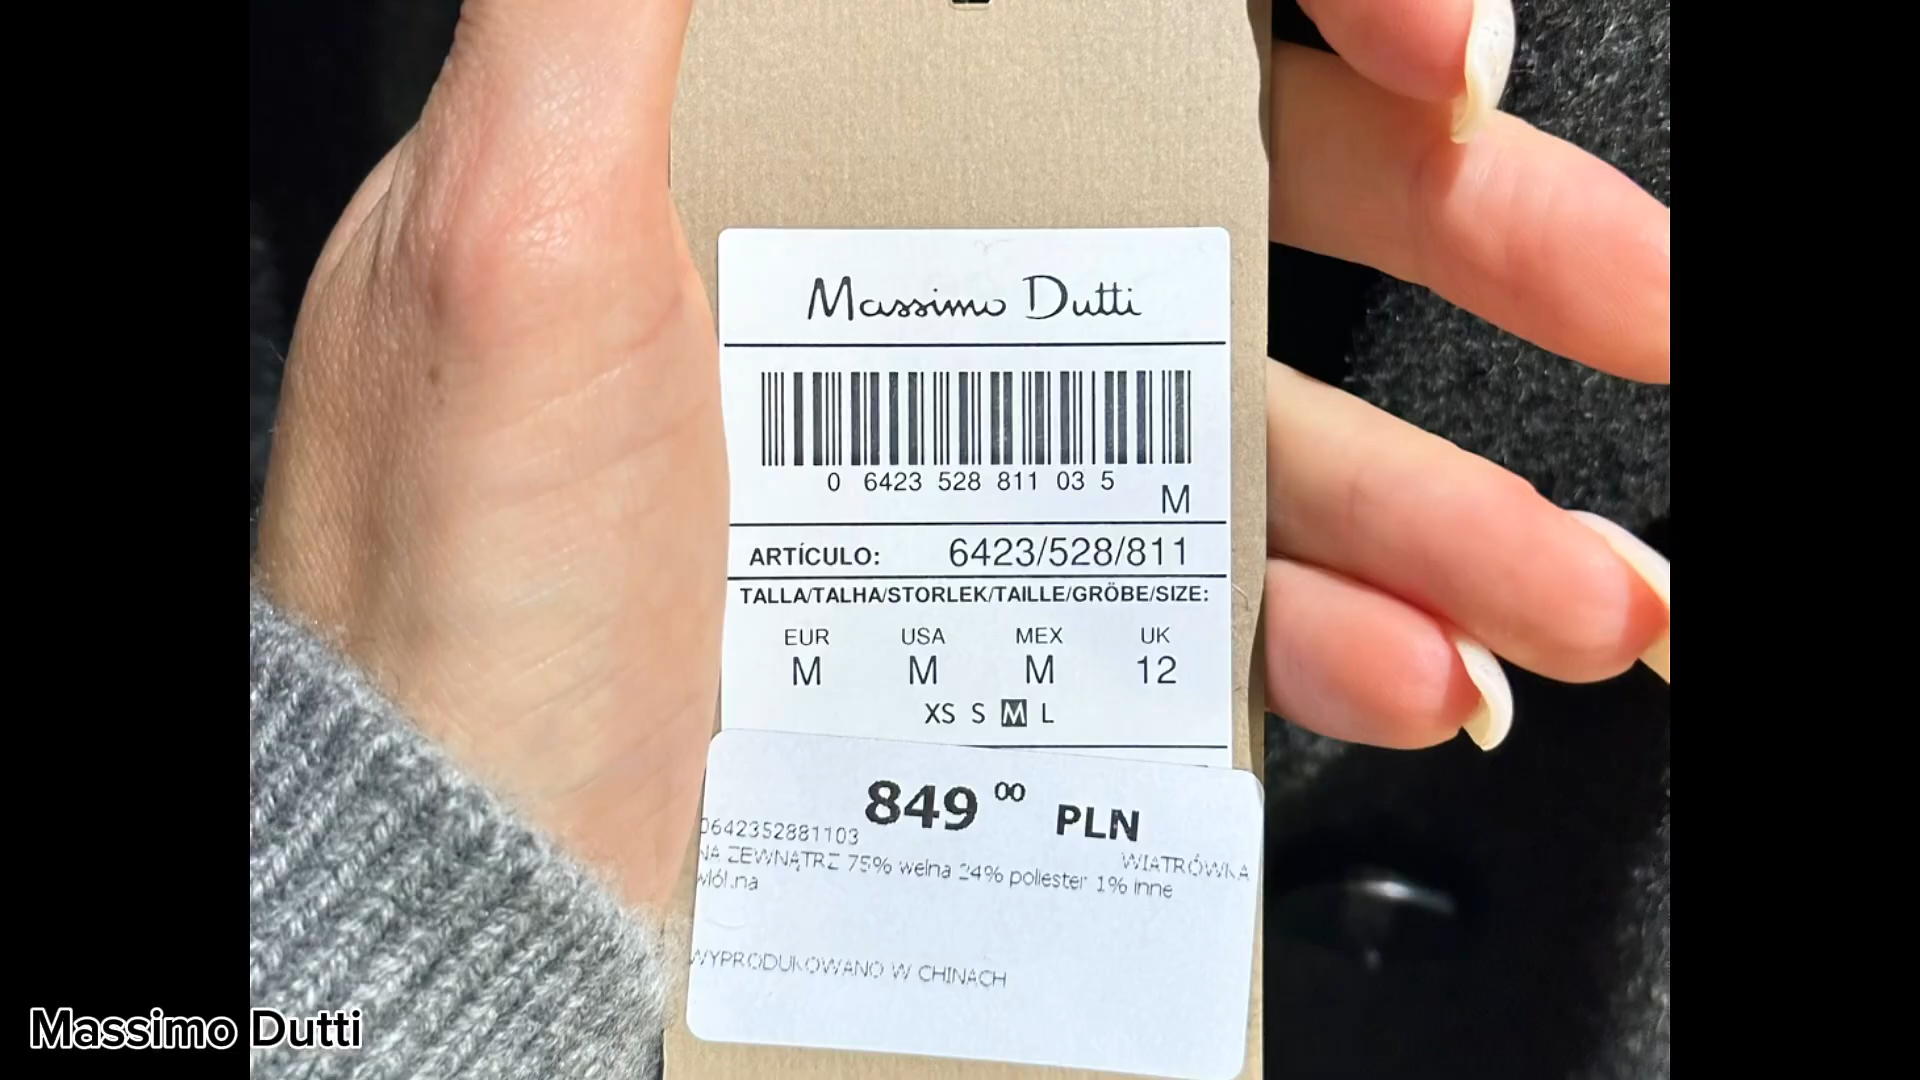 Massimo Dutti
0 6423 528 811 03 5
M
ARTÍCULO: 6423/528/811
TALLA/TALHA/STORLEK/TAILLE/GRÖBE/SIZE:
EUR USA MEX UK
M M M 12
XS S M L
849 00 PLN
0642352881103
WIATRÓWKA
NA ZEWNĄTRZ 75% wełna 24% poliester 1% inne
włókna
WYPRODUKOWANO W CHINACH
Massimo Dutti